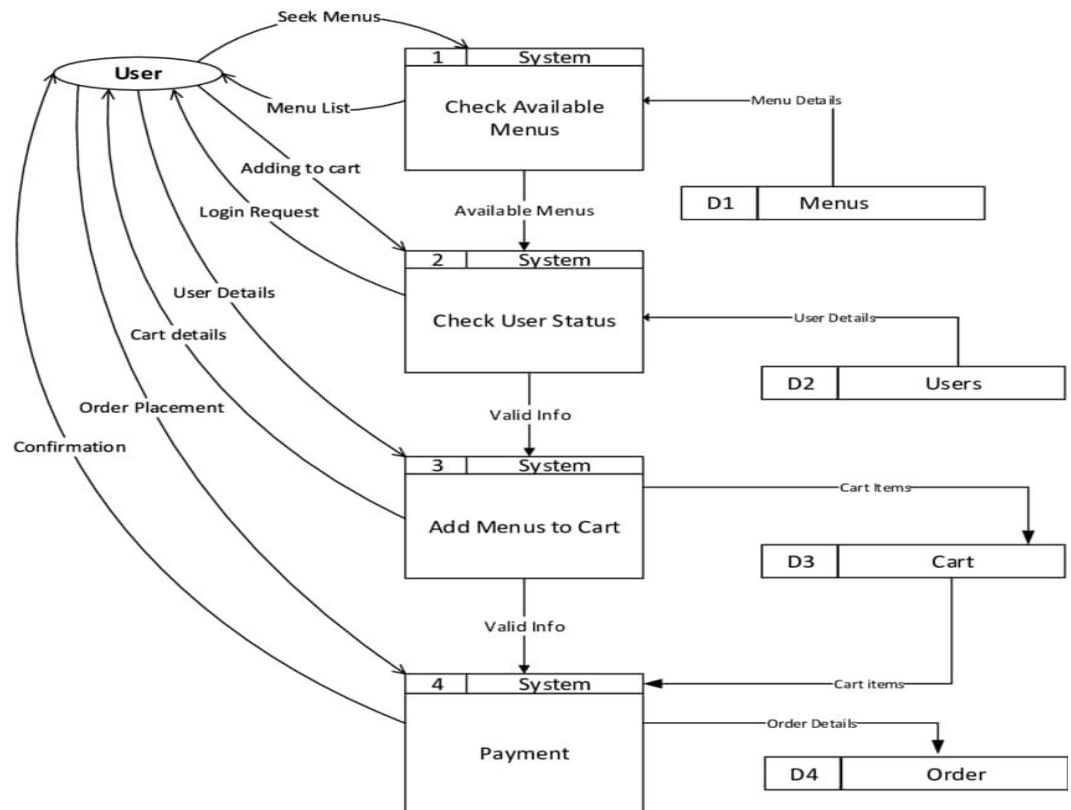 Seek Menus
User
1 System
Menu List
Check Available
Menus
Menu Details
Adding to cart
D1 Menus
Login Request
Available Menus
2 System
User Details
Check User Status
User Details
Cart details
D2 Users
Order Placement
Valid Info
Confirmation
3 System
Cart Items
Add Menus to Cart
D3 Cart
Valid Info
4 System
Cart items
Order Details
Payment
D4 Order